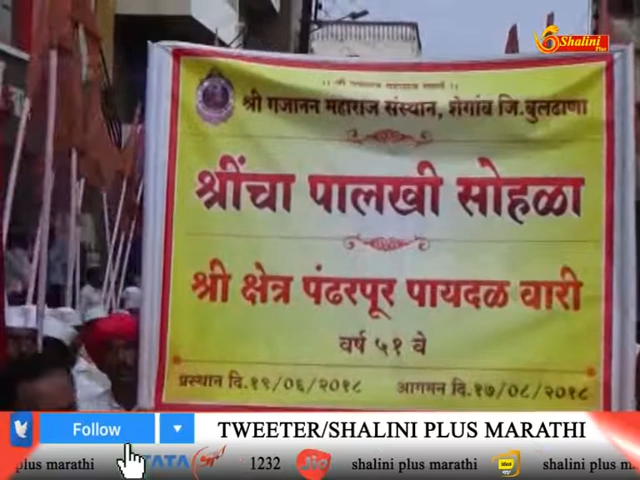 Shalini Plus
।। श्री गजानन महाराज प्रसन्न ।।
श्री गजानन महाराज संस्थान, शेगांव जि.बुलढाणा
श्रींचा पालखी सोहळा
श्री क्षेत्र पंढरपूर पायदळ वारी
वर्ष ५१ वे
प्रस्थान दि.१९/०६/२०१८ आगमन दि.१७/०८/२०१८
Follow TWEETER/SHALINI PLUS MARATHI
plus marathi TATA sky 1232 Jio shalini plus marathi shalini plus m